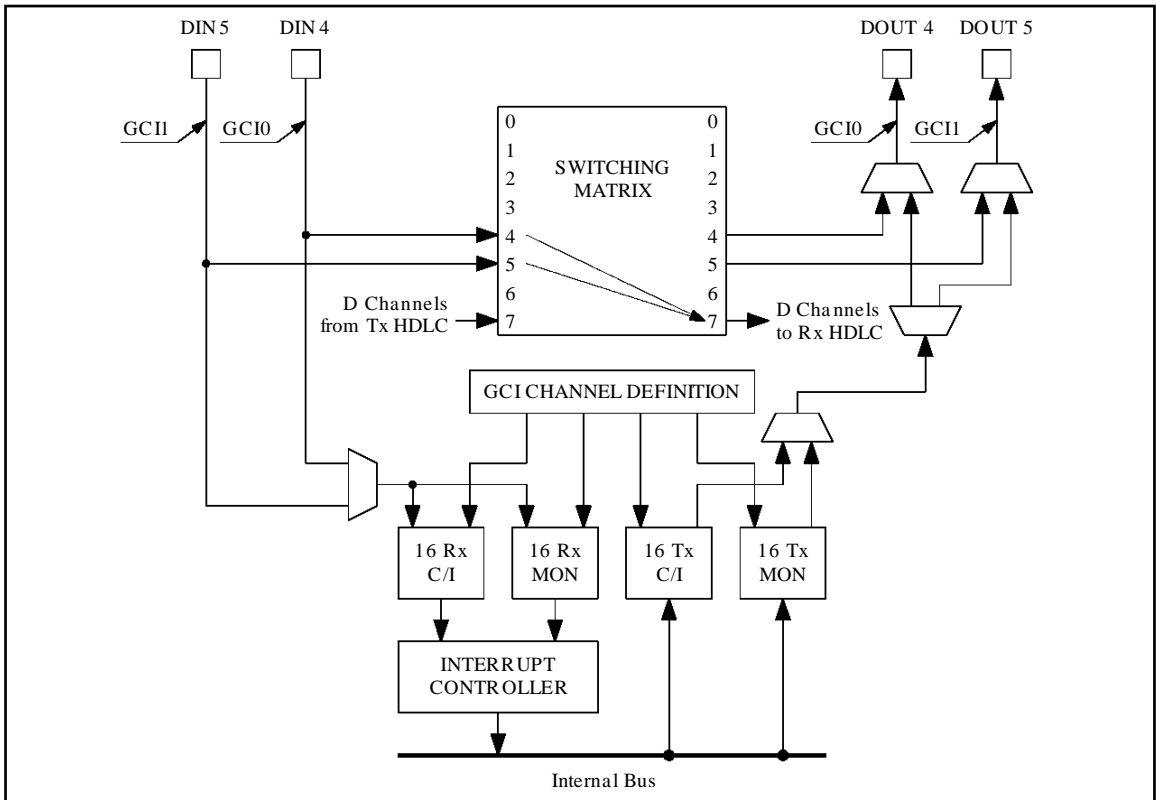 DIN 5
DIN 4
DOUT 4
DOUT 5
GCI1
GCI0
GCI0
GCI1
SWITCHING
MATRIX
0
1
2
3
4
5
6
7
0
1
2
3
4
5
6
7
D Channels
from Tx HDLC
D Channels
to Rx HDLC
GCI CHANNEL DEFINITION
16 Rx
C/I
16 Rx
MON
16 Tx
C/I
16 Tx
MON
INTERRUPT
CONTROLLER
Internal Bus